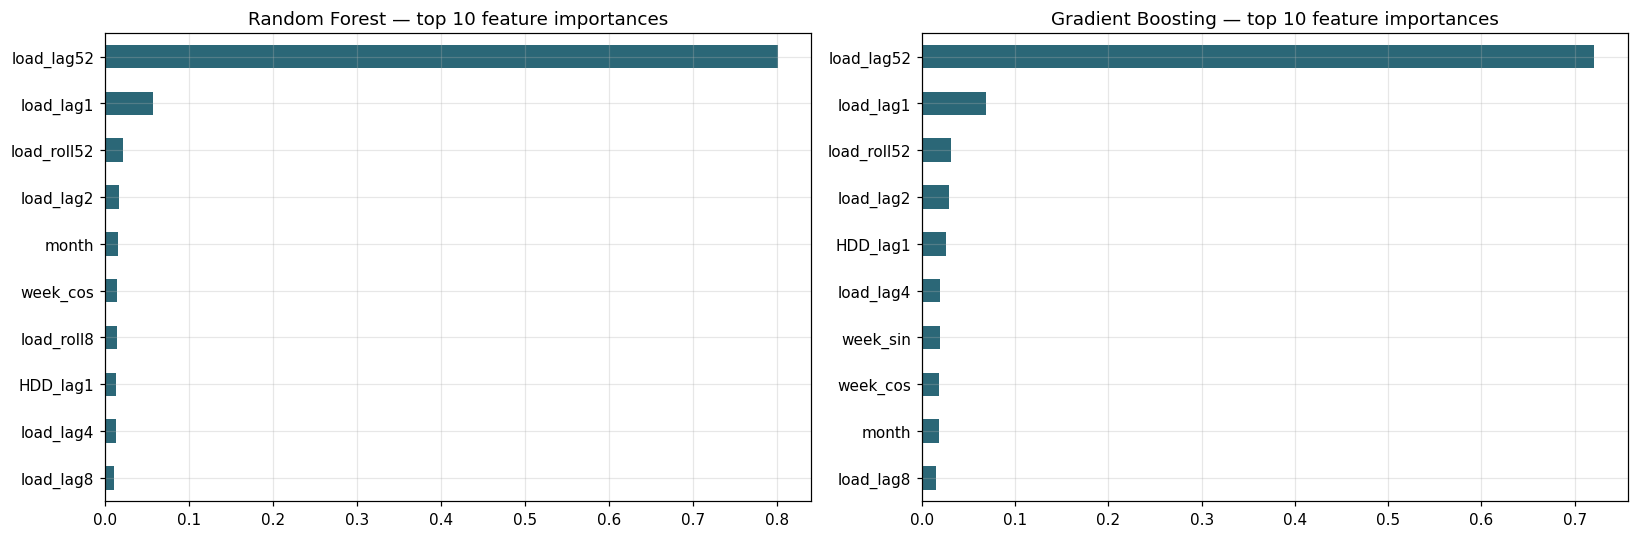 Random Forest — top 10 feature importances
load_lag52
load_lag1
load_roll52
load_lag2
month
week_cos
load_roll8
HDD_lag1
load_lag4
load_lag8
0.0 0.1 0.2 0.3 0.4 0.5 0.6 0.7 0.8
Gradient Boosting — top 10 feature importances
load_lag52
load_lag1
load_roll52
load_lag2
HDD_lag1
load_lag4
week_sin
week_cos
month
load_lag8
0.0 0.1 0.2 0.3 0.4 0.5 0.6 0.7